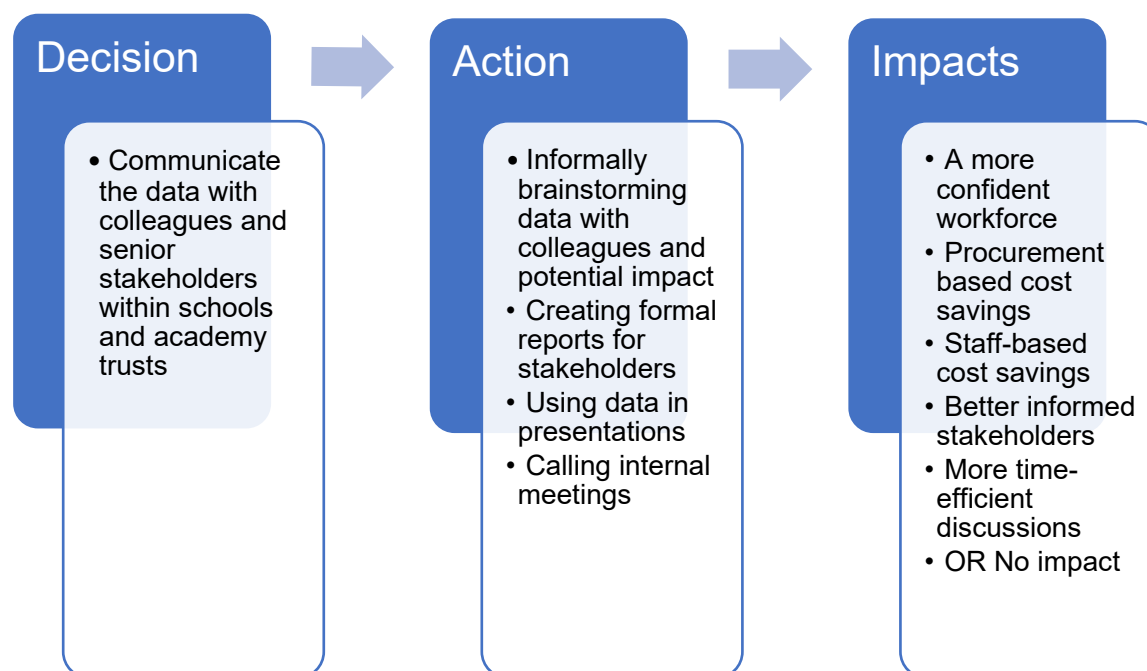 Decision
• Communicate
the data with
colleagues and
senior
stakeholders
within schools
and academy
trusts
Action
• Informally
brainstorming
data with
colleagues and
potential impact
• Creating formal
reports for
stakeholders
• Using data in
presentations
• Calling internal
meetings
Impacts
• A more
confident
workforce
• Procurement
based cost
savings
• Staff-based
cost savings
• Better informed
stakeholders
• More time-
efficient
discussions
• OR No impact